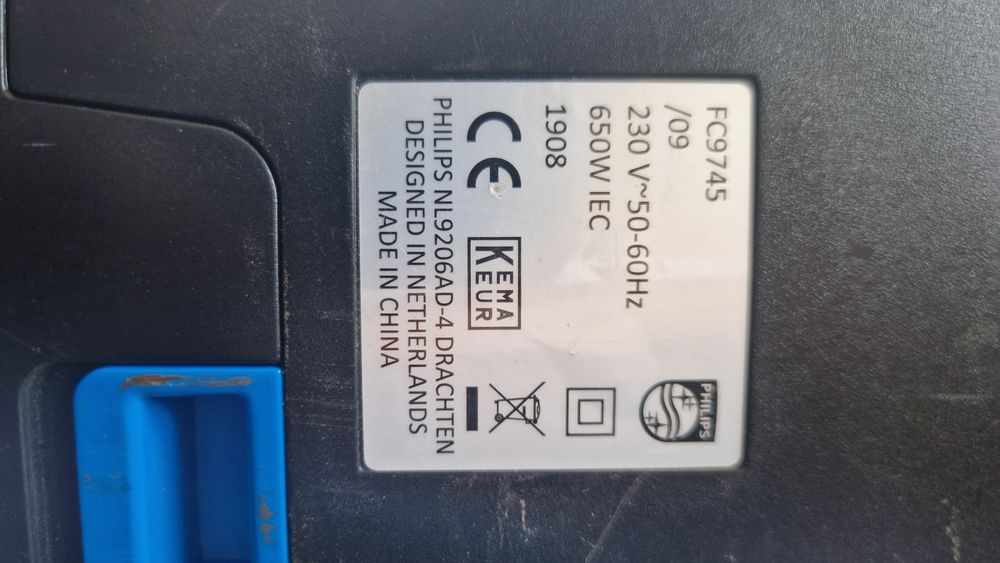 FC9745
/09
230 V~50-60Hz
650W IEC
1908
PHILIPS
CE
KEMA
KEUR
PHILIPS NL9206AD-4 DRACHTEN
DESIGNED IN NETHERLANDS
MADE IN CHINA